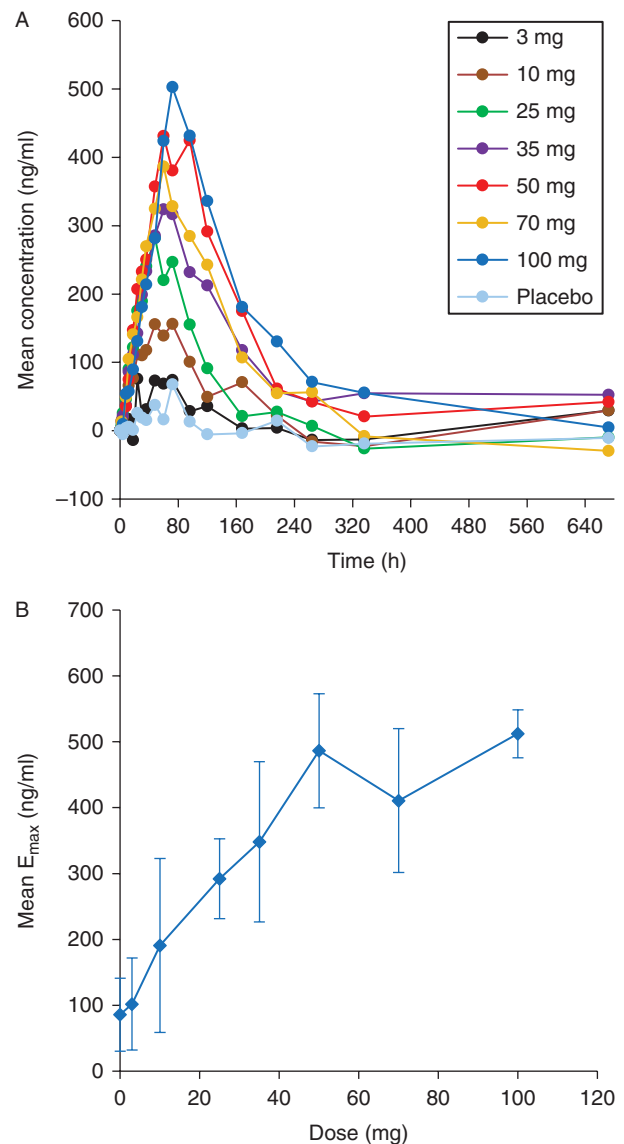 A
600
500
400
300
200
100
0
–100
Mean concentration (ng/ml)
3 mg
10 mg
25 mg
35 mg
50 mg
70 mg
100 mg
Placebo
0 80 160 240 320 400 480 560 640
Time (h)
B
700
600
500
400
300
200
100
0
Mean Emax (ng/ml)
0 20 40 60 80 100 120
Dose (mg)